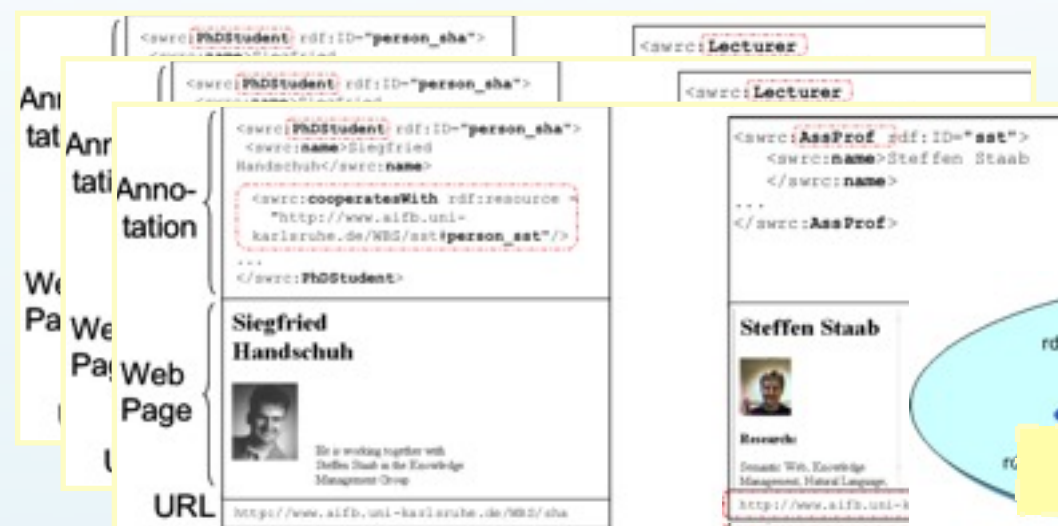 <swrc:PhDStudent rdf:ID="person_sha">
<swrc:Lecturer
<swrc:PhDStudent rdf:ID="person_sha">
<swrc:Lecturer
Anno-
tation
<swrc:PhDStudent rdf:ID="person_sha">
<swrc:name>Siegfried
Handschuh</swrc:name>
<swrc:cooperatesWith rdf:resource =
"http://www.aifb.uni-
karlsruhe.de/WBS/sst#person_sst"/>
...
</swrc:PhDStudent>
<swrc:AssProf rdf:ID="sst">
<swrc:name>Steffen Staab
</swrc:name>
...
</swrc:AssProf>
Web
Page
Siegfried
Handschuh
He is working together with
Steffen Staab in the Knowledge
Management Group
Steffen Staab
Research:
Semantic Web, Knowledge
Management, Natural Language,
URL
http://www.aifb.uni-karlsruhe.de/WBS/sha
http://www.aifb.uni-k